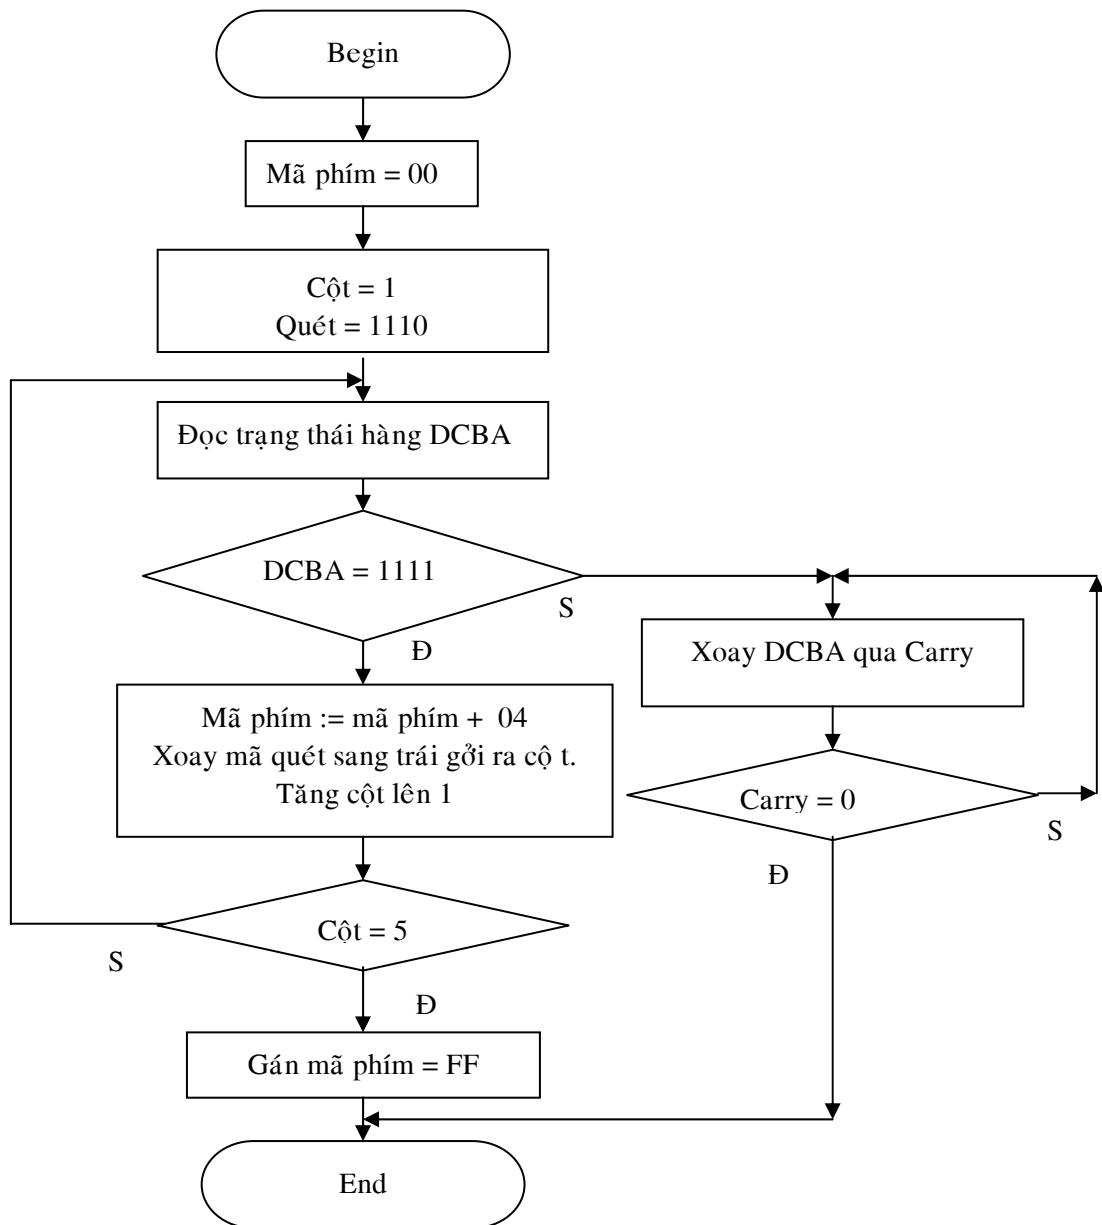 Begin
Mã phím = 00
Cột = 1
Quét = 1110
Đọc trạng thái hàng DCBA
DCBA = 1111
S
Đ
Xoay DCBA qua Carry
Mã phím := mã phím + 04
Xoay mã quét sang trái gởi ra cộ t.
Tăng cột lên 1
Carry = 0
S
Đ
Cột = 5
S
Đ
Gán mã phím = FF
End